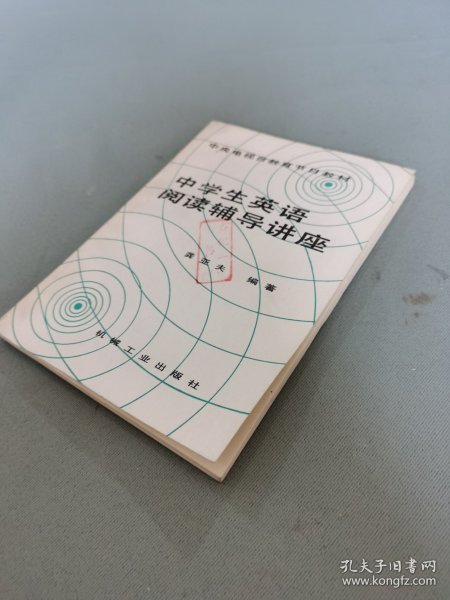 中央电视台教育节目教材
中学生英语
阅读辅导讲座
龚亚夫 编著
机械工业出版社
孔夫子旧书网
www.kongfz.com